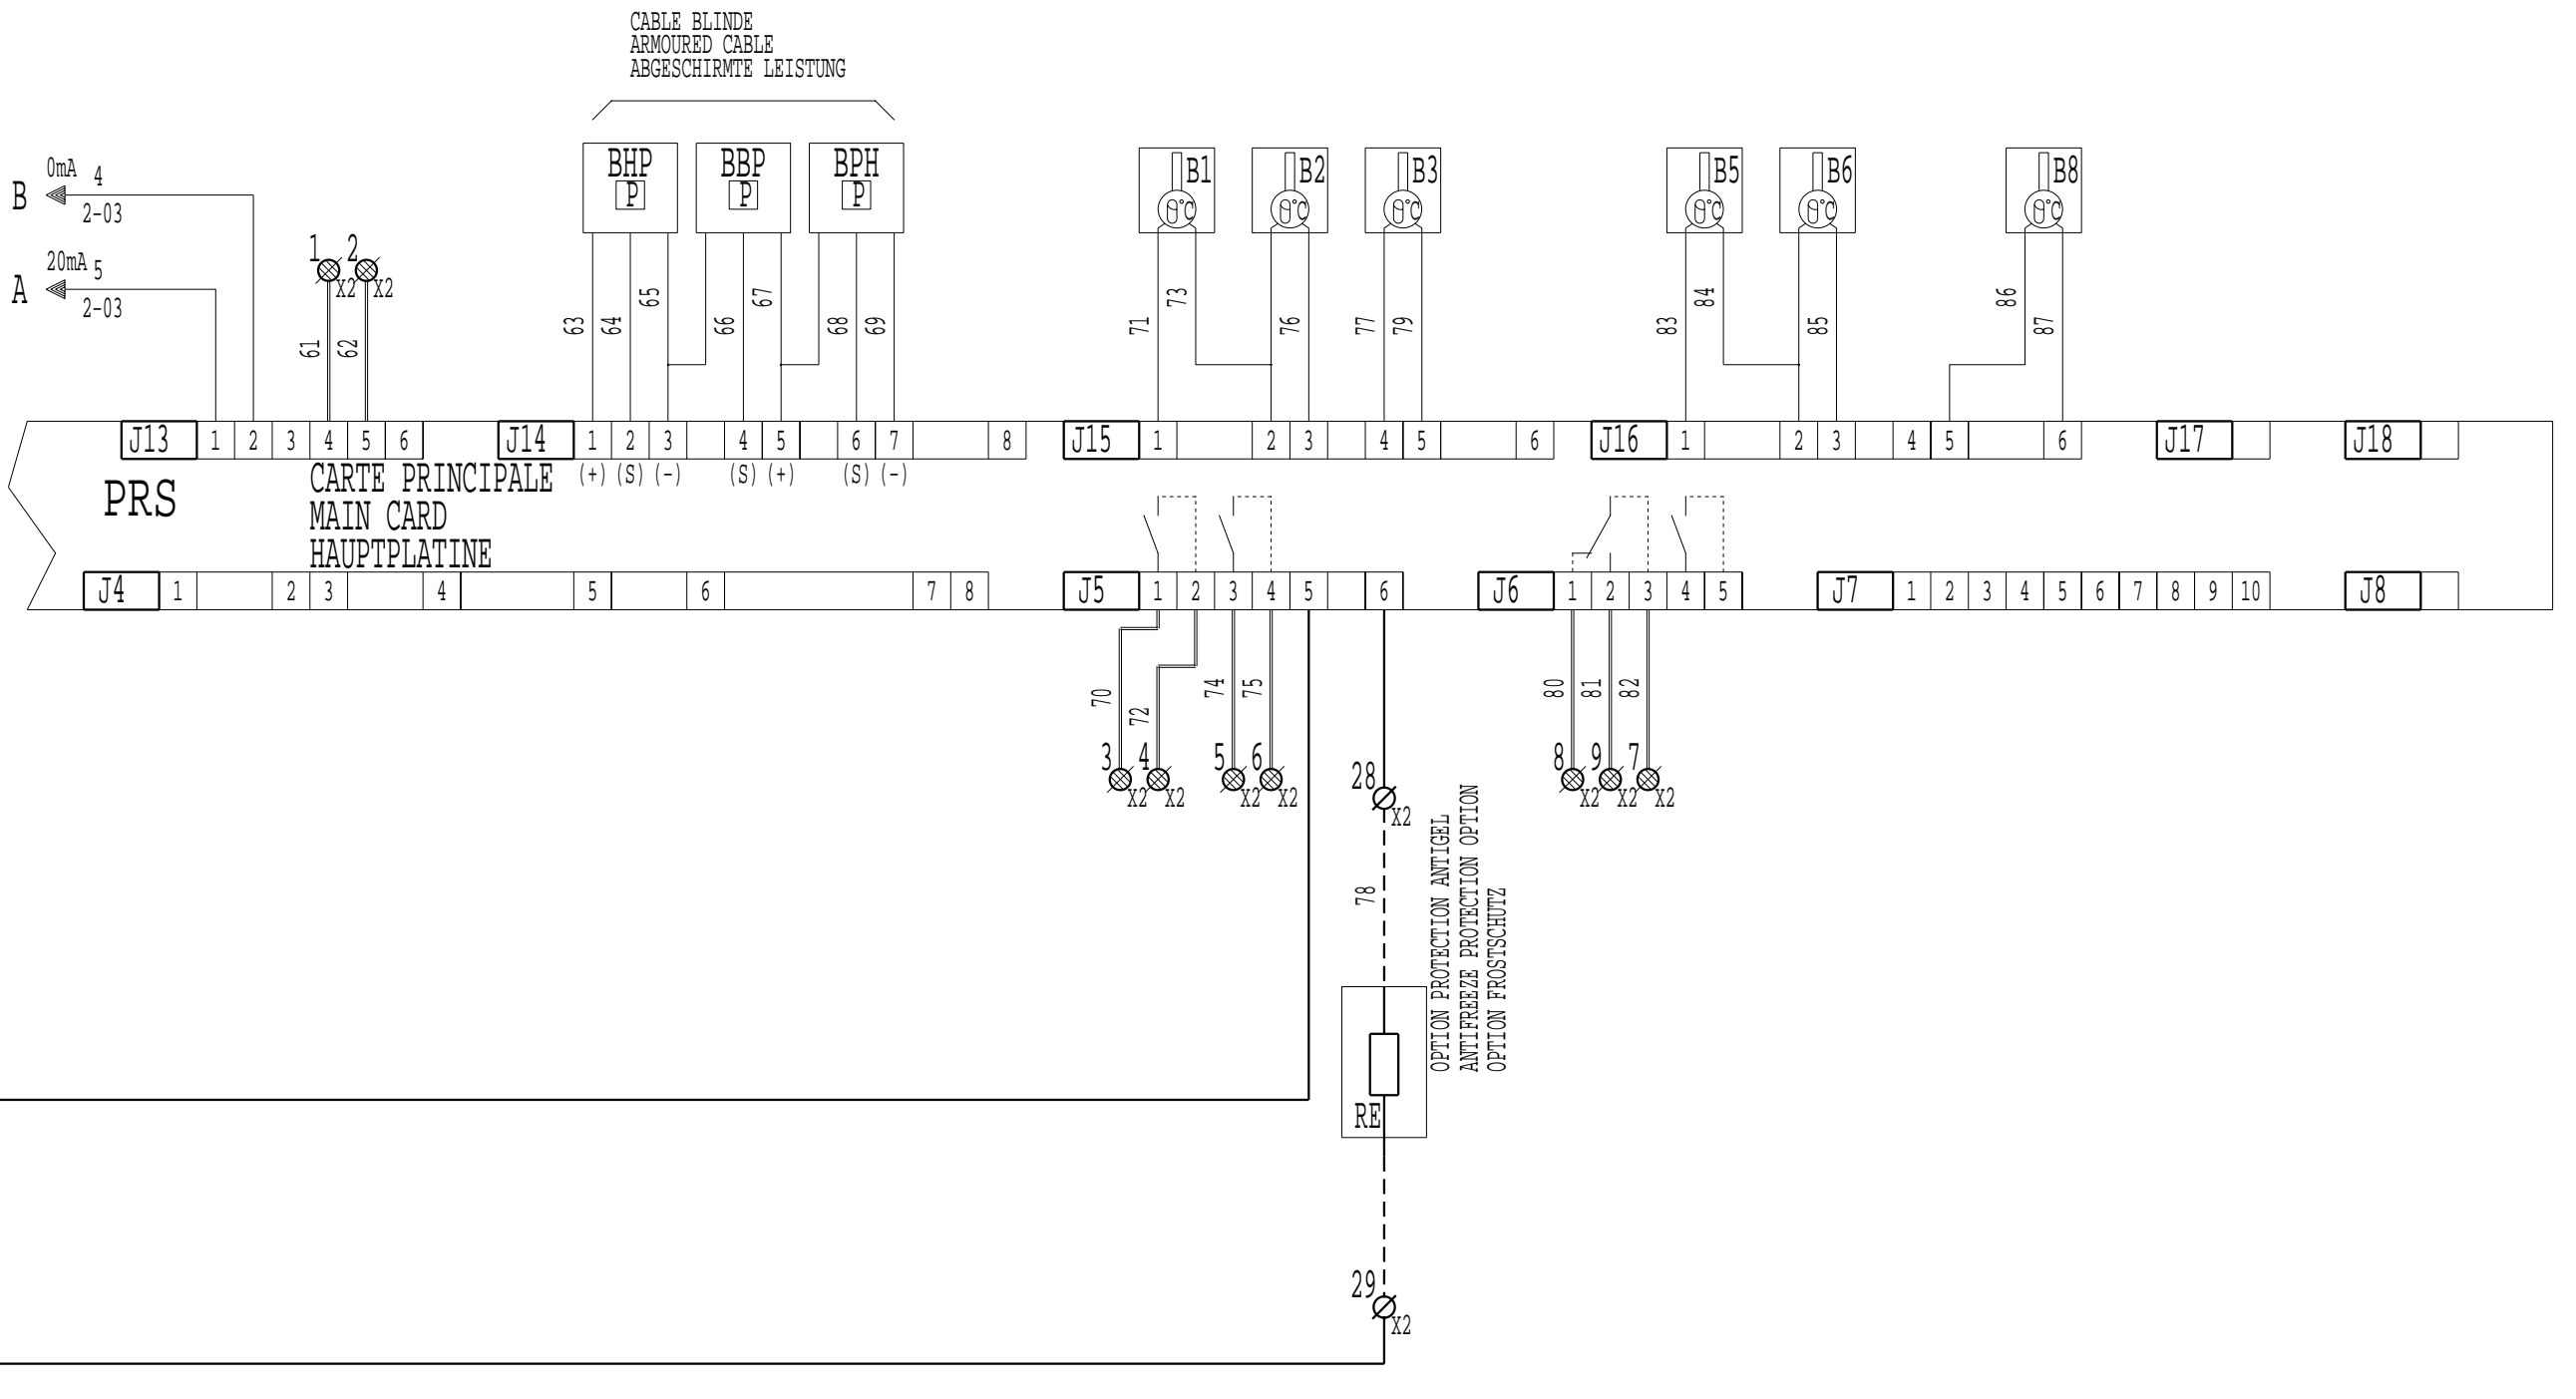 CABLE BLINDE
ARMOURED CABLE
ABGESCHIRMTE LEISTUNG
BHP BBP BPH
P P P
B1 B2 B3 B5 B6 B8
°C °C °C °C °C °C
B 0mA 4
2-03
A 20mA 5
2-03
1 2
X2 X2
61 62 63 64 65 66 67 68 69 71 73 76 77 79 83 84 85 86 87
J13 1 2 3 4 5 6
J14 1 2 3 4 5 6 7 8
J15 1 2 3 4 5 6
J16 1 2 3 4 5 6
J17
J18
(+) (S) (-) (S) (+) (S) (-)
PRS
CARTE PRINCIPALE
MAIN CARD
HAUPTPLATINE
J4 1 2 3 4 5 6 7 8
J5 1 2 3 4 5 6
J6 1 2 3 4 5
J7 1 2 3 4 5 6 7 8 9 10
J8
70 72 74 75 80 81 82
3 4 5 6 8 9 7
X2 X2 X2 X2 X2 X2 X2
28
X2
78
OPTION PROTECTION ANTIGEL
ANTIFREEZE PROTECTION OPTION
OPTION FROSTSCHUTZ
RE
29
X2